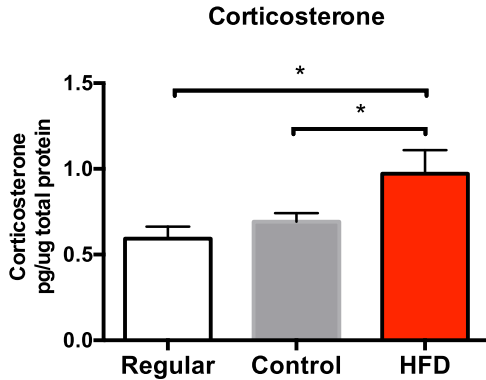 Corticosterone
*
*
1.5
1.0
0.5
0.0
Corticosterone
pg/ug total protein
Regular Control HFD